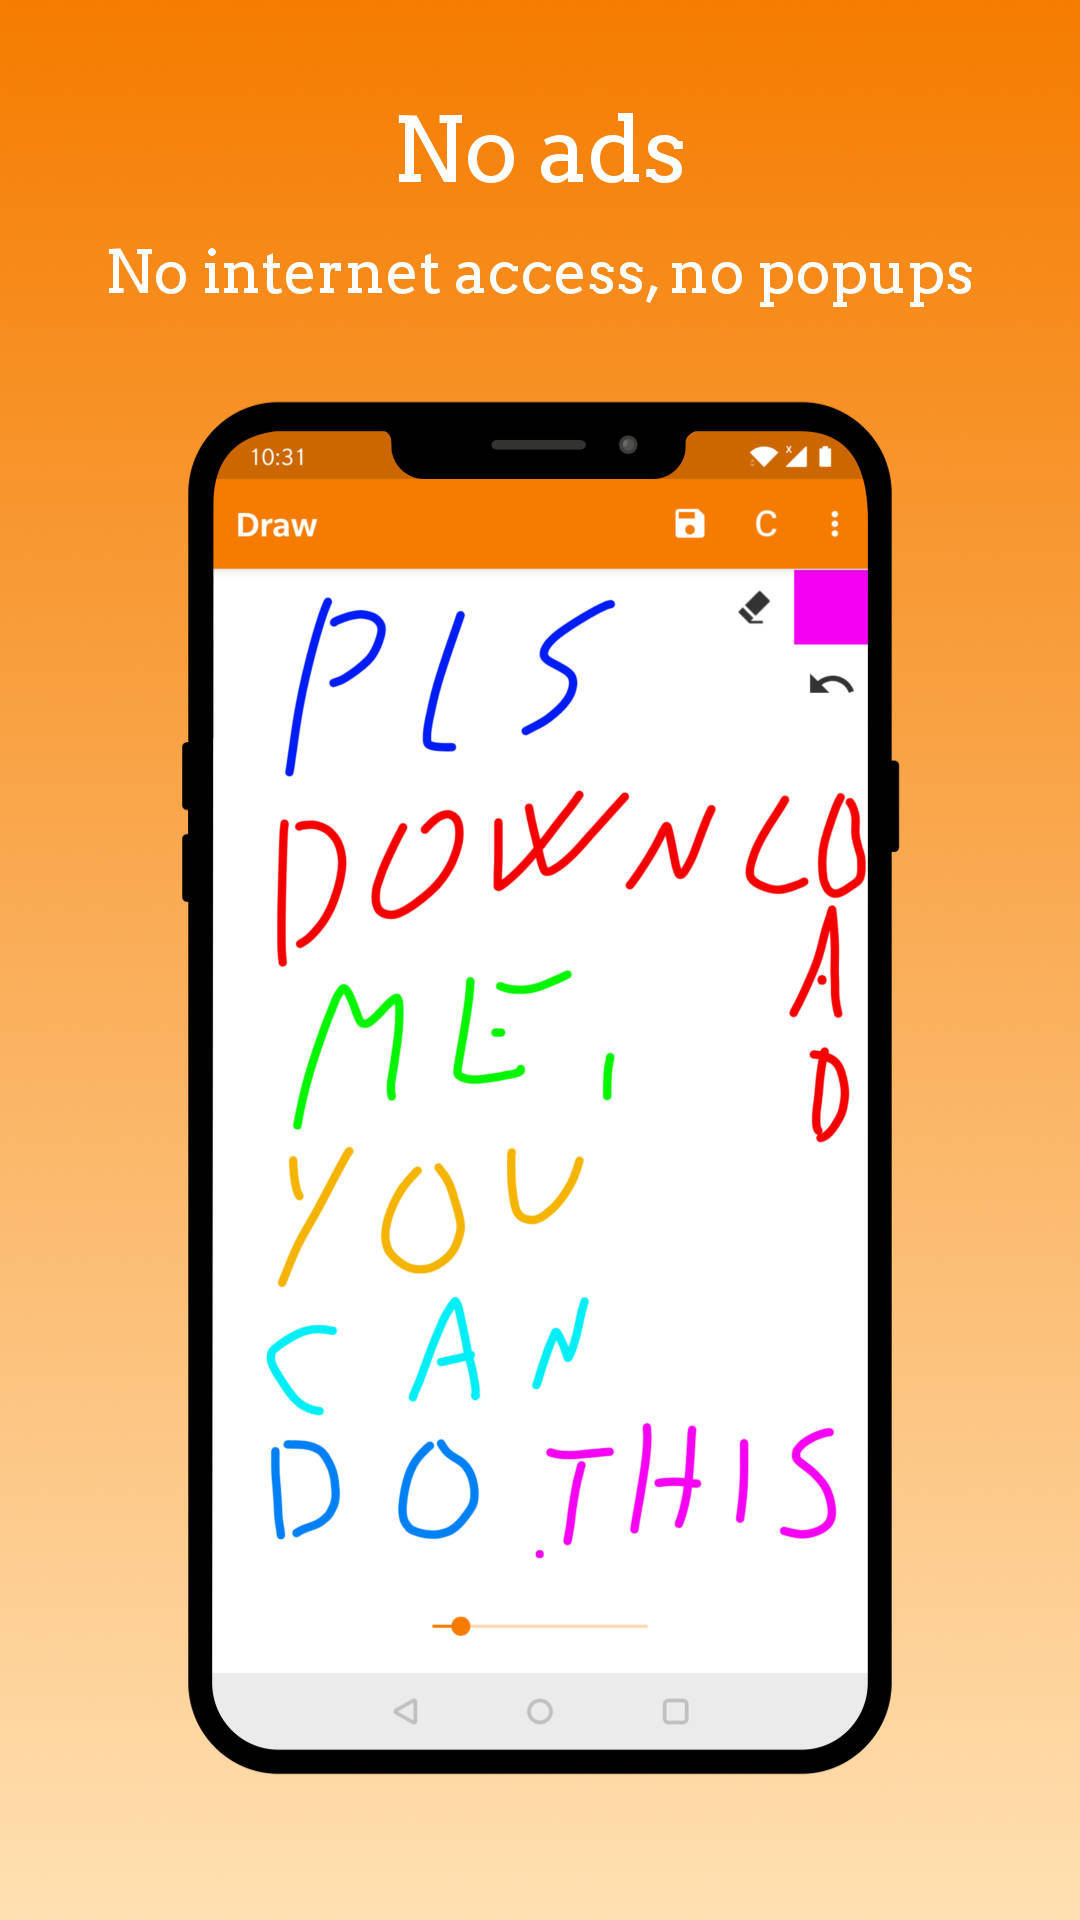 No ads
No internet access, no popups
10:31
Draw
C
PLS
DOWNLOAD
ME,
YOU
CAN
DO THIS